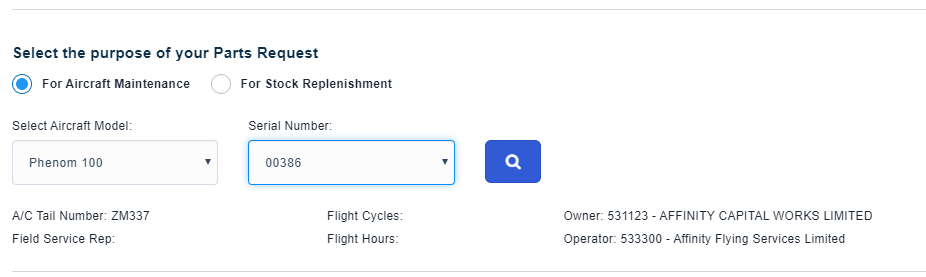 Select the purpose of your Parts Request
For Aircraft Maintenance For Stock Replenishment
Select Aircraft Model: Serial Number:
Phenom 100 00386
A/C Tail Number: ZM337 Flight Cycles: Owner: 531123 - AFFINITY CAPITAL WORKS LIMITED
Field Service Rep: Flight Hours: Operator: 533300 - Affinity Flying Services Limited